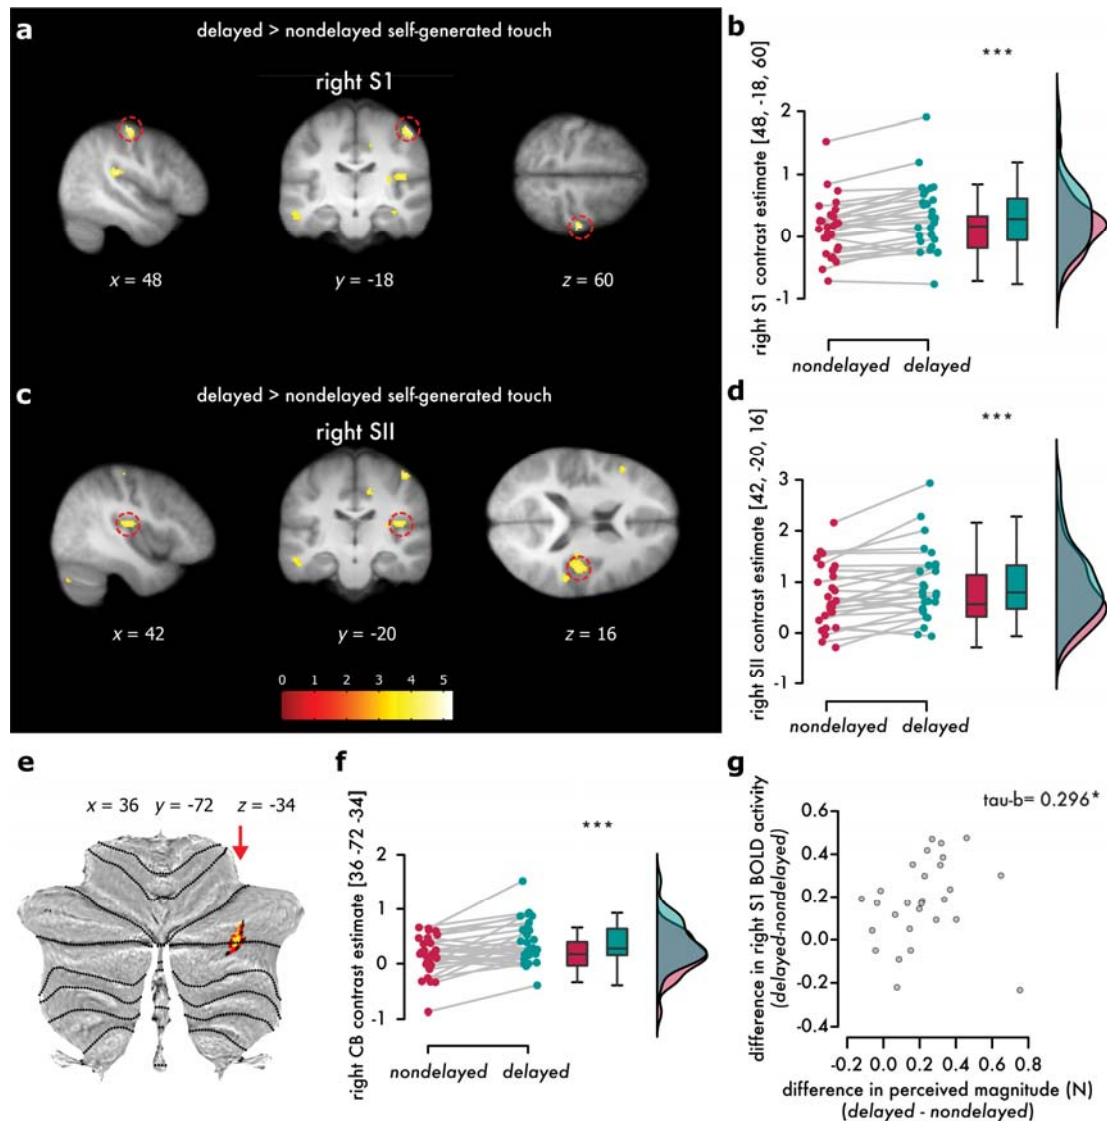 a
delayed > nondelayed self-generated touch
right S1
x = 48
y = -18
z = 60
b
***
right S1 contrast estimate [48, -18, 60]
2
1
0
-1
nondelayed
delayed
c
delayed > nondelayed self-generated touch
right SII
x = 42
y = -20
z = 16
0 1 2 3 4 5
d
***
right SII contrast estimate [42, -20, 16]
3
2
1
0
-1
nondelayed
delayed
e
x = 36 y = -72 z = -34
f
***
right CB contrast estimate [36 -72 -34]
2
1
0
-1
nondelayed
delayed
g
tau-b= 0.296*
difference in right S1 BOLD activity
(delayed-nondelayed)
0.6
0.4
0.2
0.0
-0.2
-0.4
-0.2 0.0 0.2 0.4 0.6 0.8
difference in perceived magnitude (N)
(delayed - nondelayed)